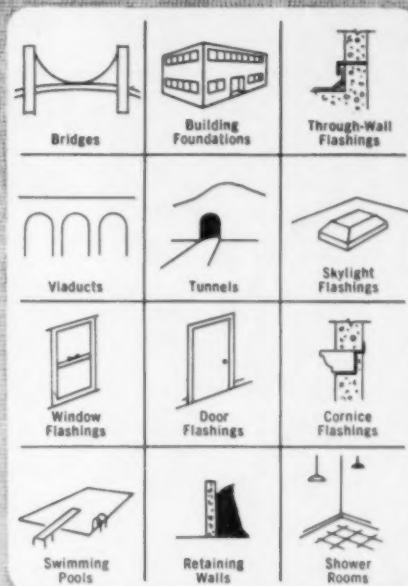 Bridges
Building
Foundations
Through-Wall
Flashings
Viaducts
Tunnels
Skylight
Flashings
Window
Flashings
Door
Flashings
Cornice
Flashings
Swimming
Pools
Retaining
Walls
Shower
Rooms